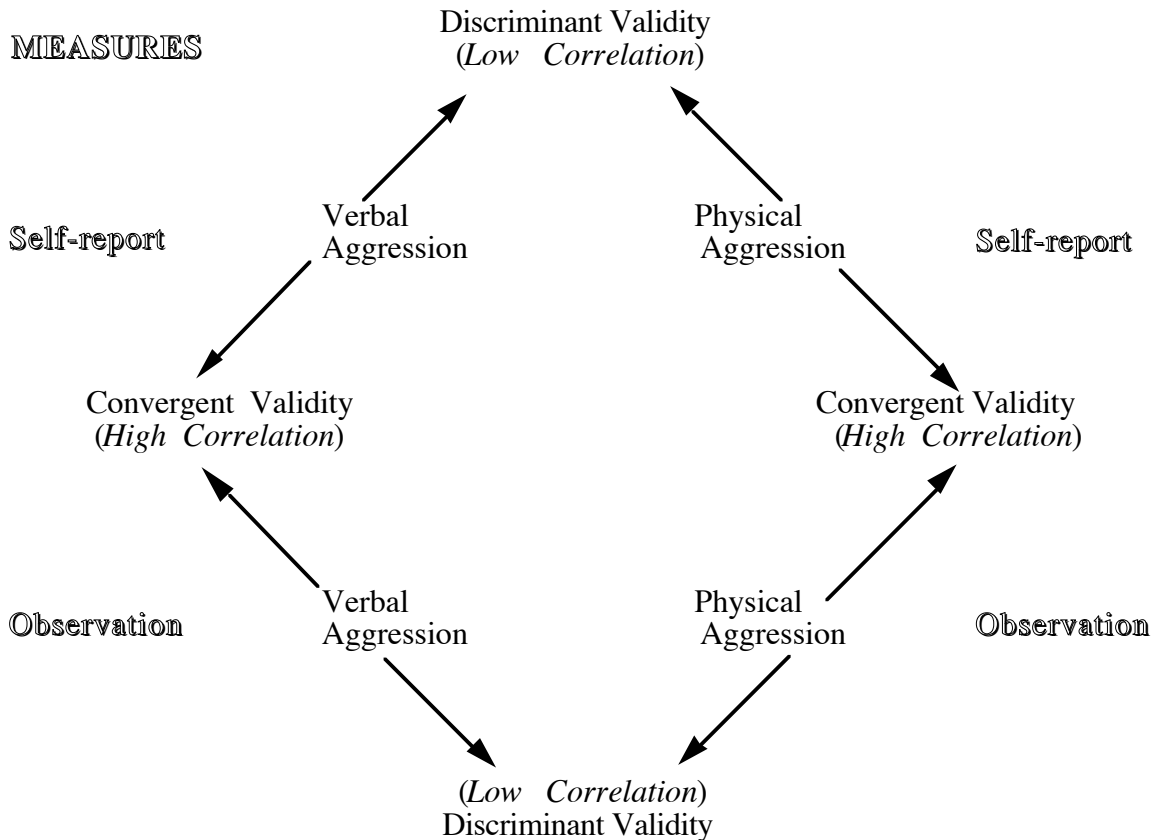 MEASURES
Discriminant Validity
(Low Correlation)
Self-report
Verbal
Aggression
Physical
Aggression
Self-report
Convergent Validity
(High Correlation)
Convergent Validity
(High Correlation)
Observation
Verbal
Aggression
Physical
Aggression
Observation
(Low Correlation)
Discriminant Validity